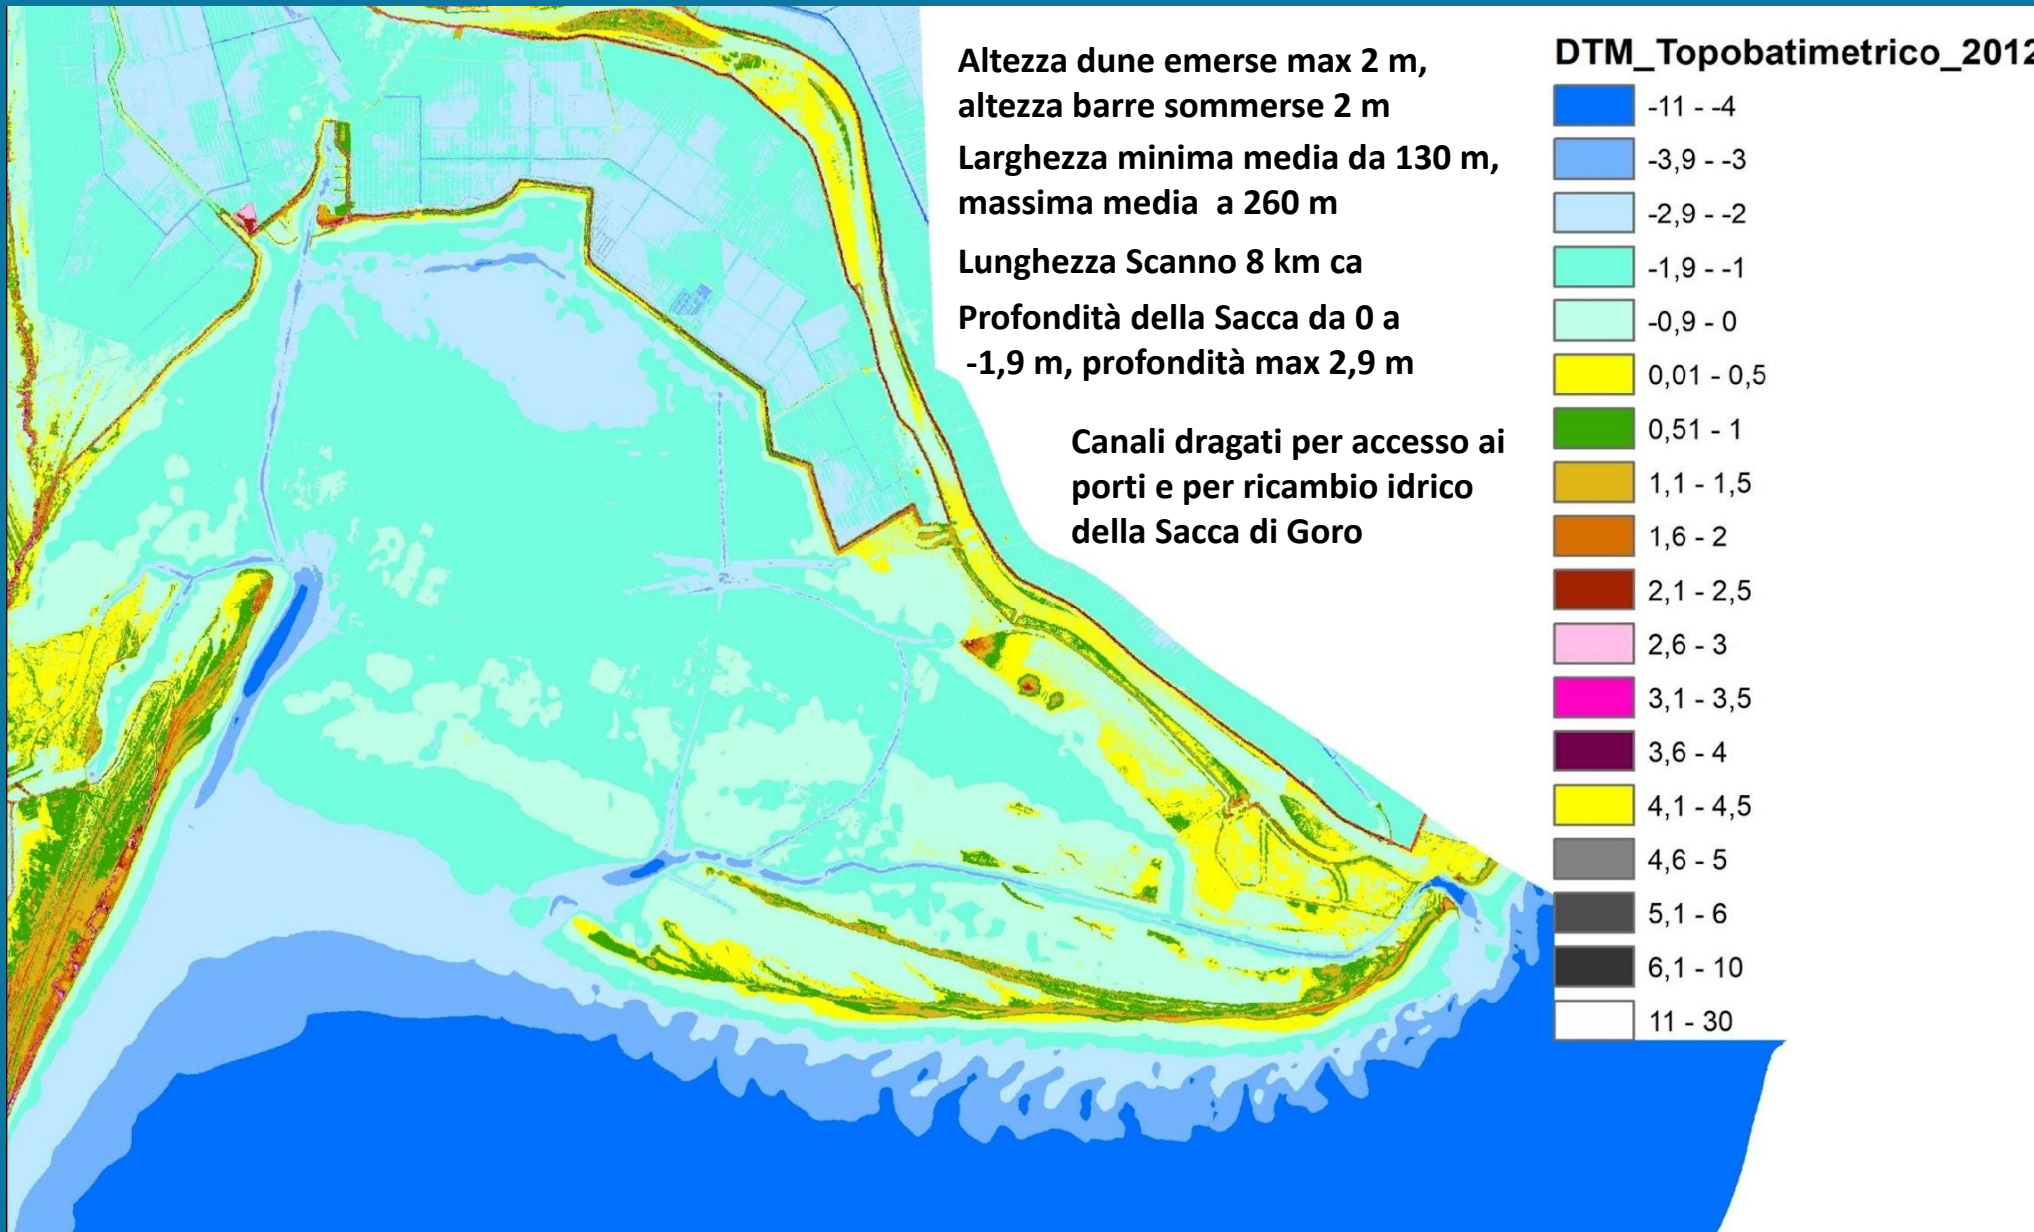 Altezza dune emerse max 2 m,
altezza barre sommerse 2 m
Larghezza minima media da 130 m,
massima media a 260 m
Lunghezza Scanno 8 km ca
Profondità della Sacca da 0 a
-1,9 m, profondità max 2,9 m
Canali dragati per accesso ai
porti e per ricambio idrico
della Sacca di Goro
DTM_Topobatimetrico_2012
-11 - -4
-3,9 - -3
-2,9 - -2
-1,9 - -1
-0,9 - 0
0,01 - 0,5
0,51 - 1
1,1 - 1,5
1,6 - 2
2,1 - 2,5
2,6 - 3
3,1 - 3,5
3,6 - 4
4,1 - 4,5
4,6 - 5
5,1 - 6
6,1 - 10
11 - 30